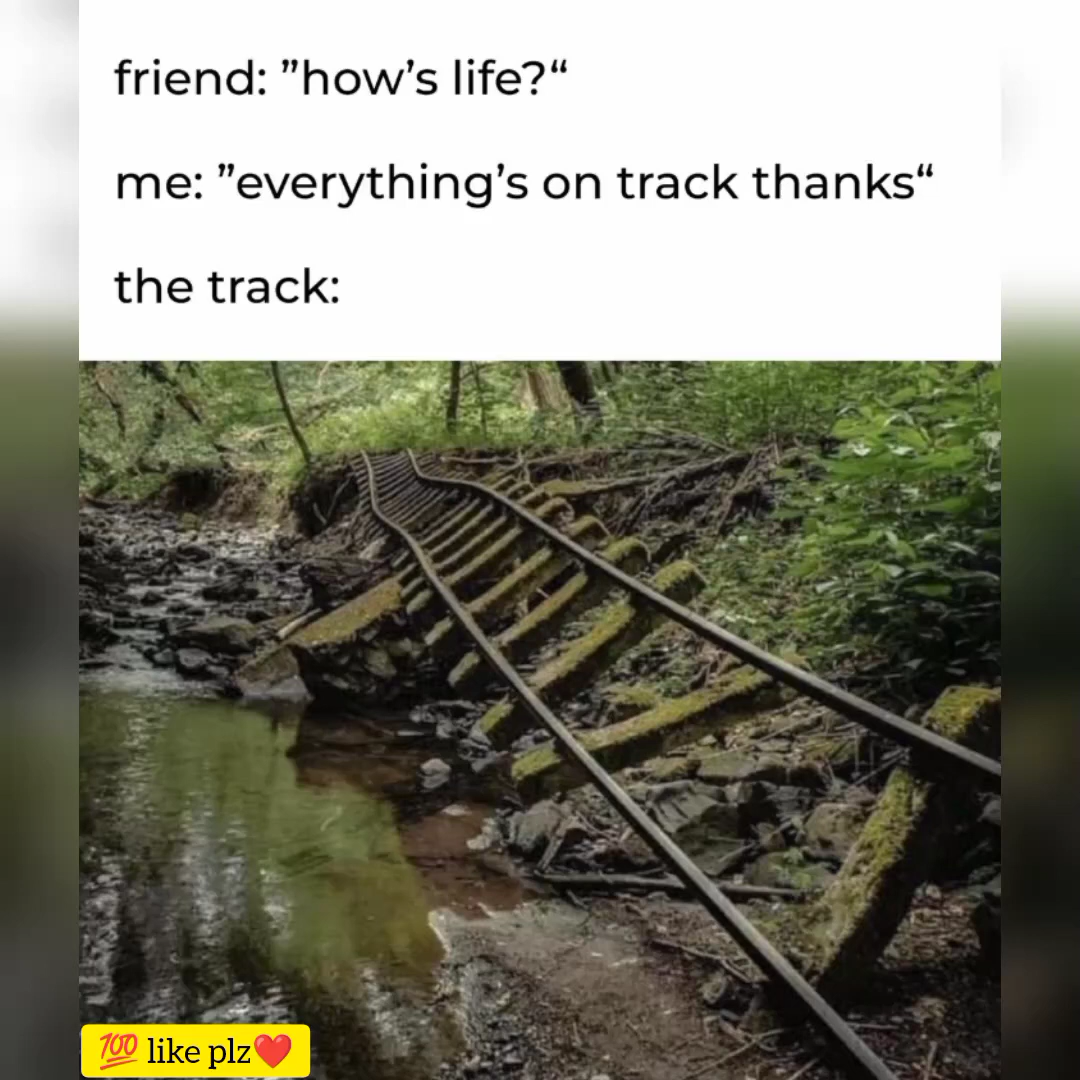 friend: ”how’s life?“
me: ”everything’s on track thanks“
the track:
💯 like plz❤️